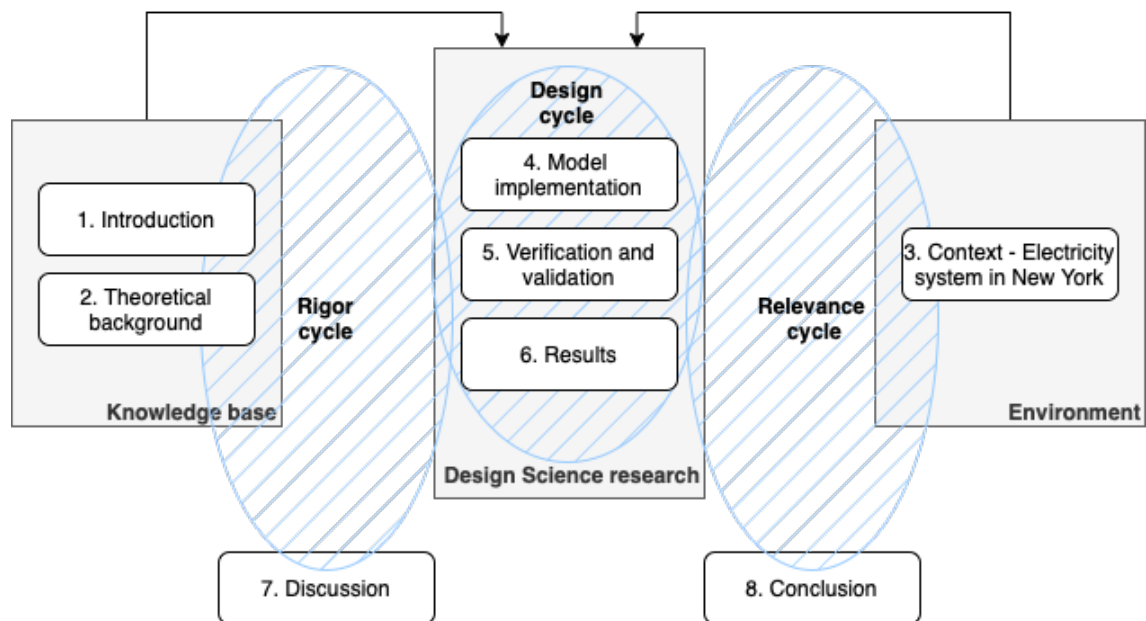 1. Introduction
2. Theoretical
background
Knowledge base
Rigor
cycle
Design
cycle
4. Model
implementation
5. Verification and
validation
6. Results
Design Science research
Relevance
cycle
3. Context - Electricity
system in New York
Environment
7. Discussion
8. Conclusion